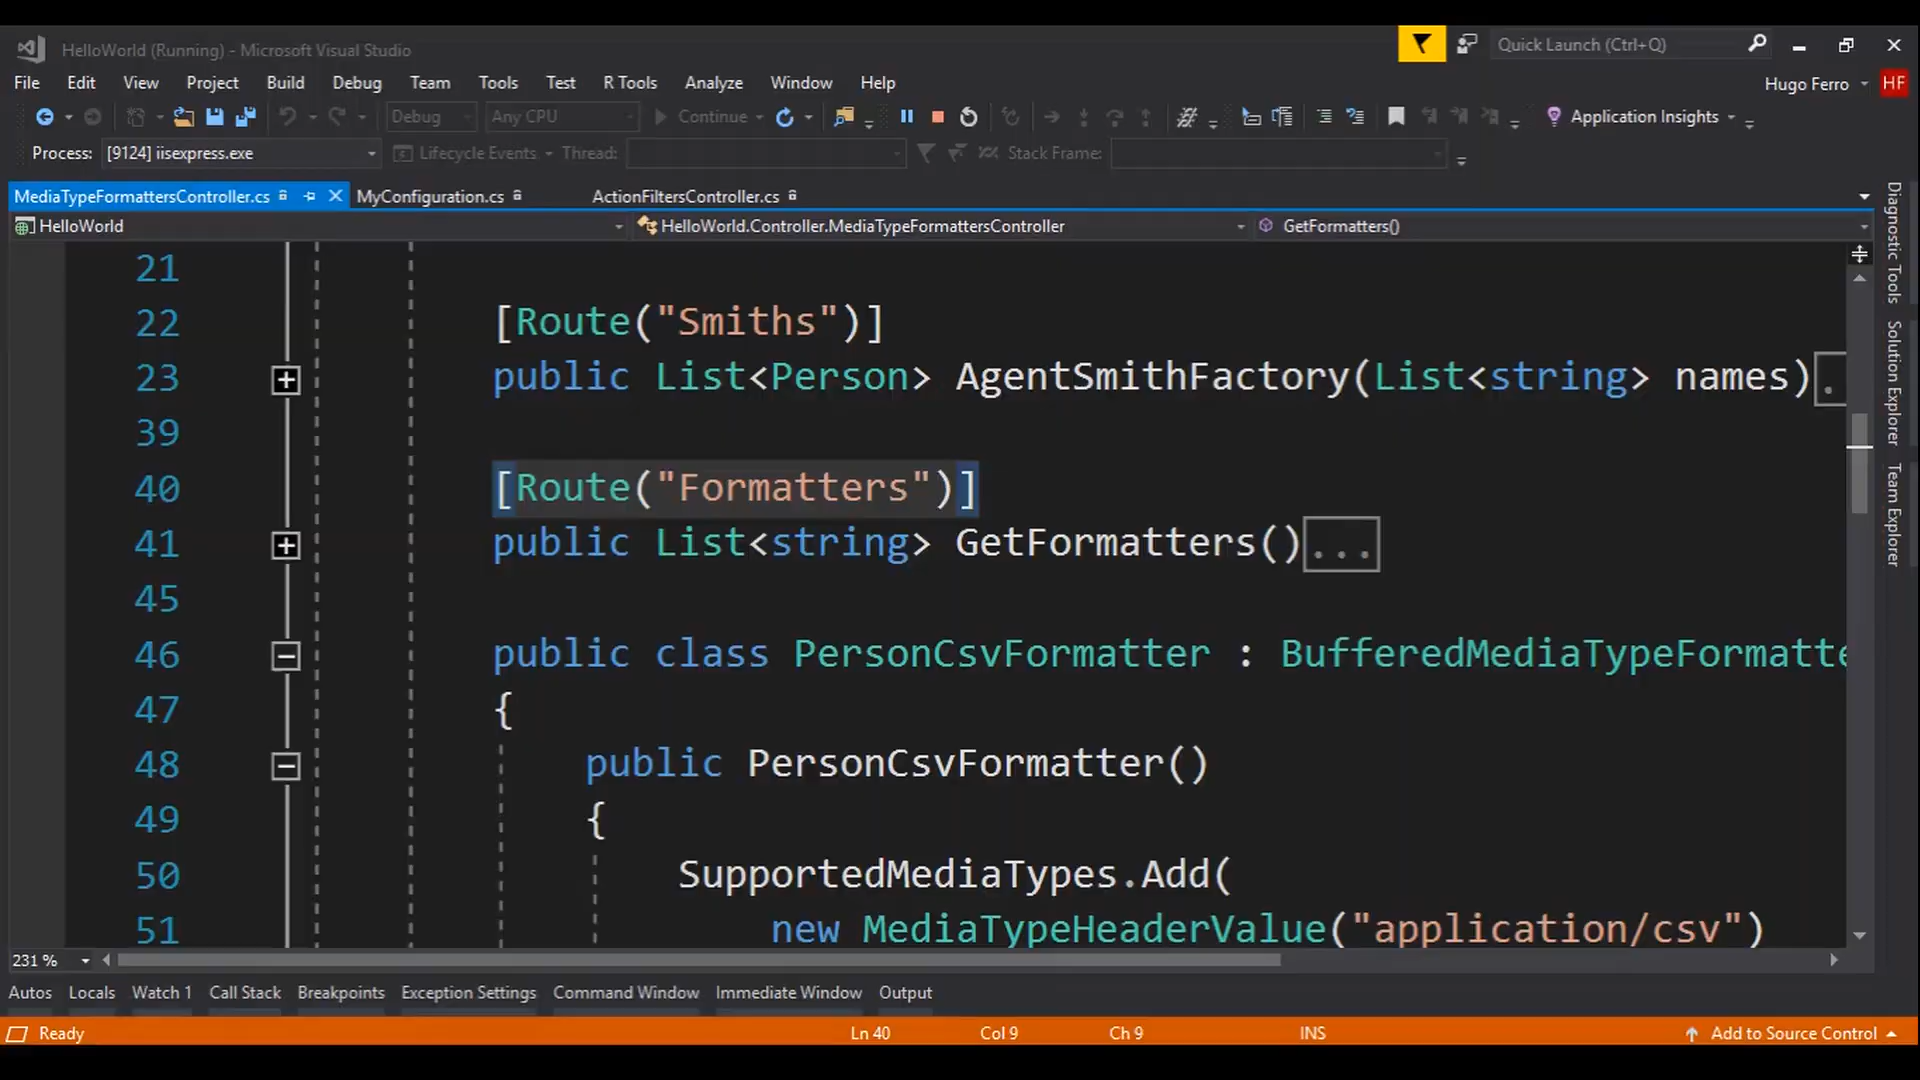 HelloWorld (Running) - Microsoft Visual Studio
Quick Launch (Ctrl+Q)
File Edit View Project Build Debug Team Tools Test R Tools Analyze Window Help
Hugo Ferro HF
Debug Any CPU Continue Application Insights
Process: [9124] iisexpress.exe Lifecycle Events Thread: Stack Frame:
MediaTypeFormattersController.cs MyConfiguration.cs ActionFiltersController.cs
HelloWorld HelloWorld.Controller.MediaTypeFormattersController GetFormatters()
21
22 [Route("Smiths")]
23 public List<Person> AgentSmithFactory(List<string> names).
39
40 [Route("Formatters")]
41 public List<string> GetFormatters()...
45
46 public class PersonCsvFormatter : BufferedMediaTypeFormatte
47 {
48 public PersonCsvFormatter()
49 {
50 SupportedMediaTypes.Add(
51 new MediaTypeHeaderValue("application/csv")
231 %
Diagnostic Tools
Solution Explorer
Team Explorer
Autos Locals Watch 1 Call Stack Breakpoints Exception Settings Command Window Immediate Window Output
Ready Ln 40 Col 9 Ch 9 INS Add to Source Control